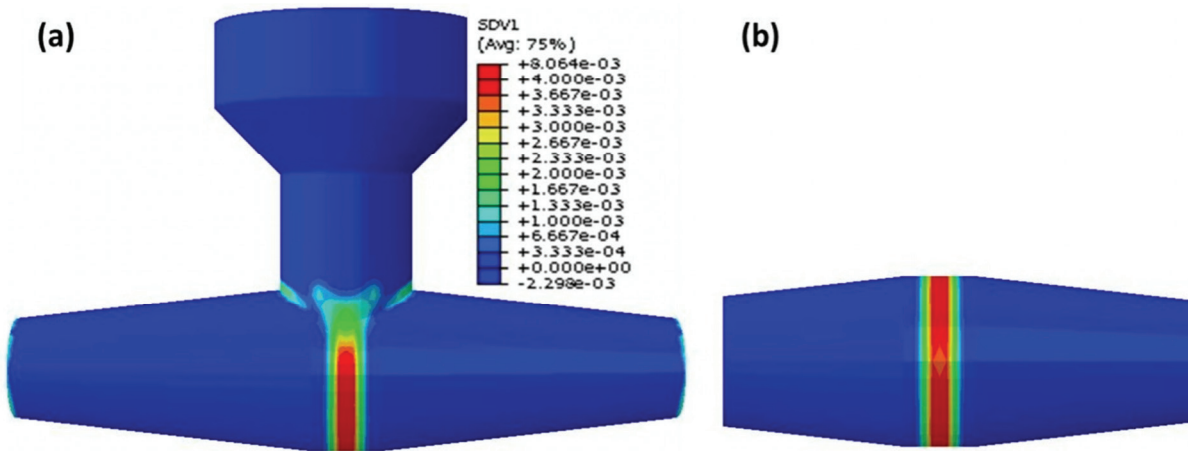 (a)
SDV1
(Avg: 75%)
+8.064e-03
+4.000e-03
+3.667e-03
+3.333e-03
+3.000e-03
+2.667e-03
+2.333e-03
+2.000e-03
+1.667e-03
+1.333e-03
+1.000e-03
+6.667e-04
+3.333e-04
+0.000e+00
-2.298e-03
(b)